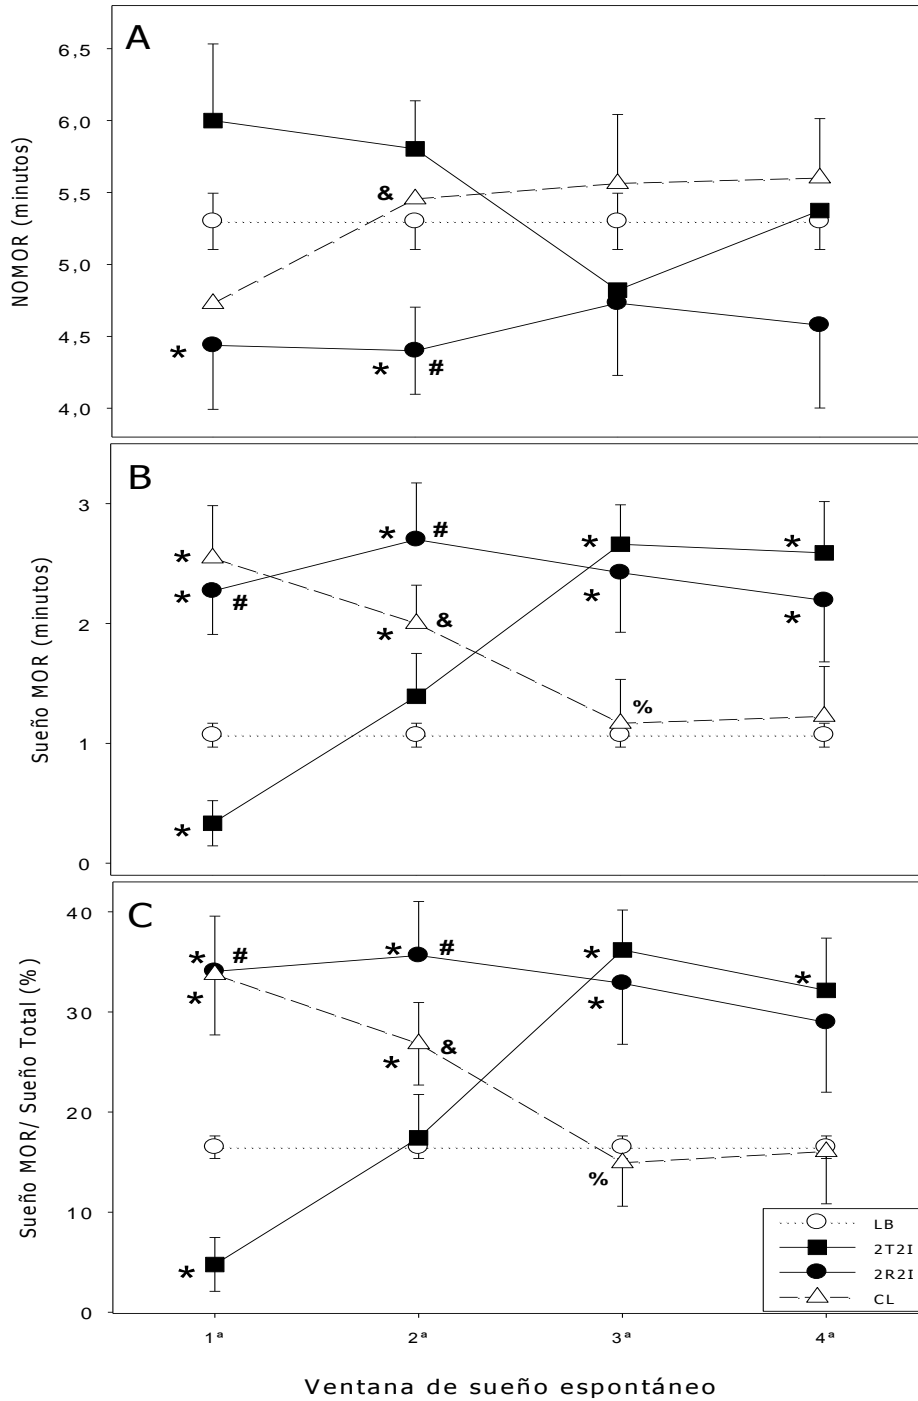 A
6,5
6,0
5,5
5,0
4,5
4,0
NOMOR (minutos)
&
*
*
#
B
3
2
1
0
Sueño MOR (minutos)
*
#
*
*
*
*
#
*
&
*
*
%
*
C
40
30
20
10
0
Sueño MOR/ Sueño Total (%)
*
#
*
#
*
*
*
*
&
*
%
*
LB
2T2I
2R2I
CL
1ª
2ª
3ª
4ª
Ventana de sueño espontáneo